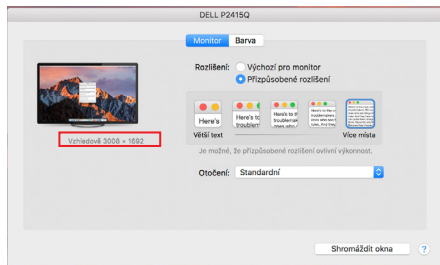 DELL P2415Q
Monitor Barva
Rozlišení: Výchozí pro monitor
Přizpůsobené rozlišení
Vzhledově 3008 × 1692
Větší text Více místa
Je možné, že přizpůsobené rozlišení ovlivní výkonnost.
Otočení: Standardní
Shromáždit okna ?